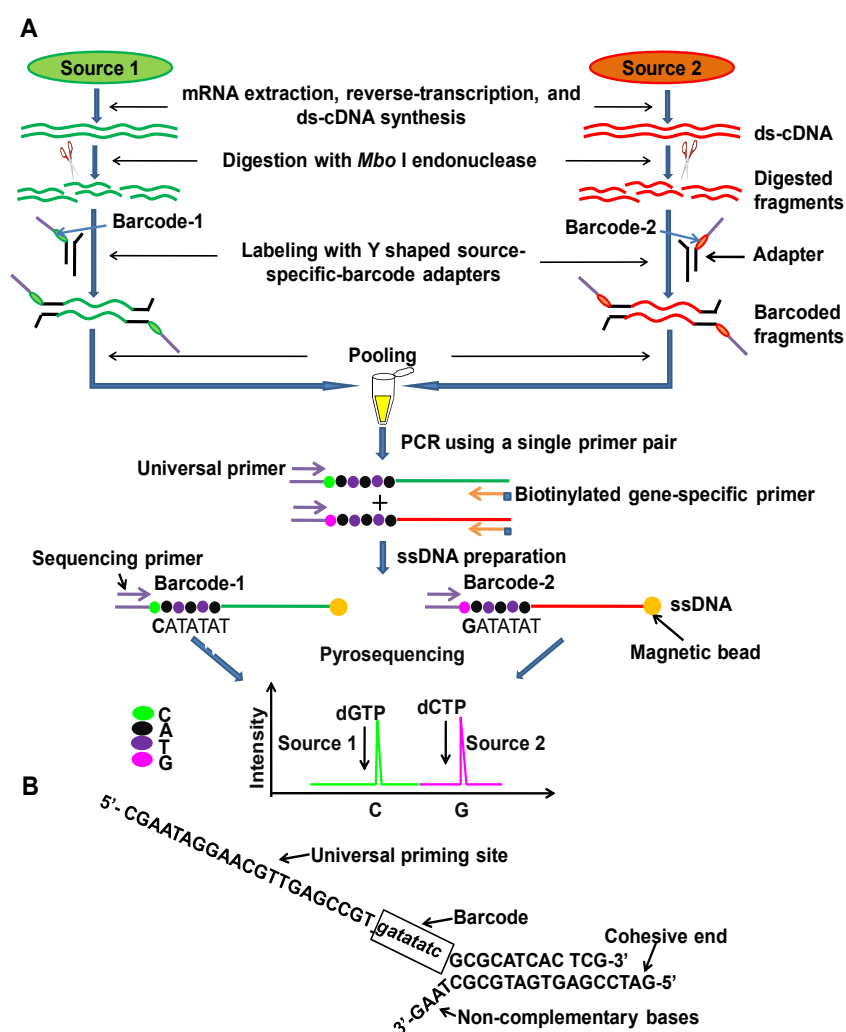 A
Source 1
Source 2
mRNA extraction, reverse-transcription, and
ds-cDNA synthesis
ds-cDNA
Digestion with Mbo I endonuclease
Digested
fragments
Barcode-1
Barcode-2
Labeling with Y shaped source-
specific-barcode adapters
Adapter
Barcoded
fragments
Pooling
PCR using a single primer pair
Universal primer
Biotinylated gene-specific primer
+
ssDNA preparation
Sequencing primer
Barcode-1
Barcode-2
ssDNA
CATATAT
GATATAT
Magnetic bead
Pyrosequencing
C
A
T
G
Intensity
dGTP
dCTP
Source 1
Source 2
C
G
B
5’- CGAATAGGAACGTTGAGCCGT
Universal priming site
gatatatc
Barcode
Cohesive end
GCGCATCAC TCG-3’
CGCGTAGTGAGCCTAG-5’
3’-GAAT
Non-complementary bases